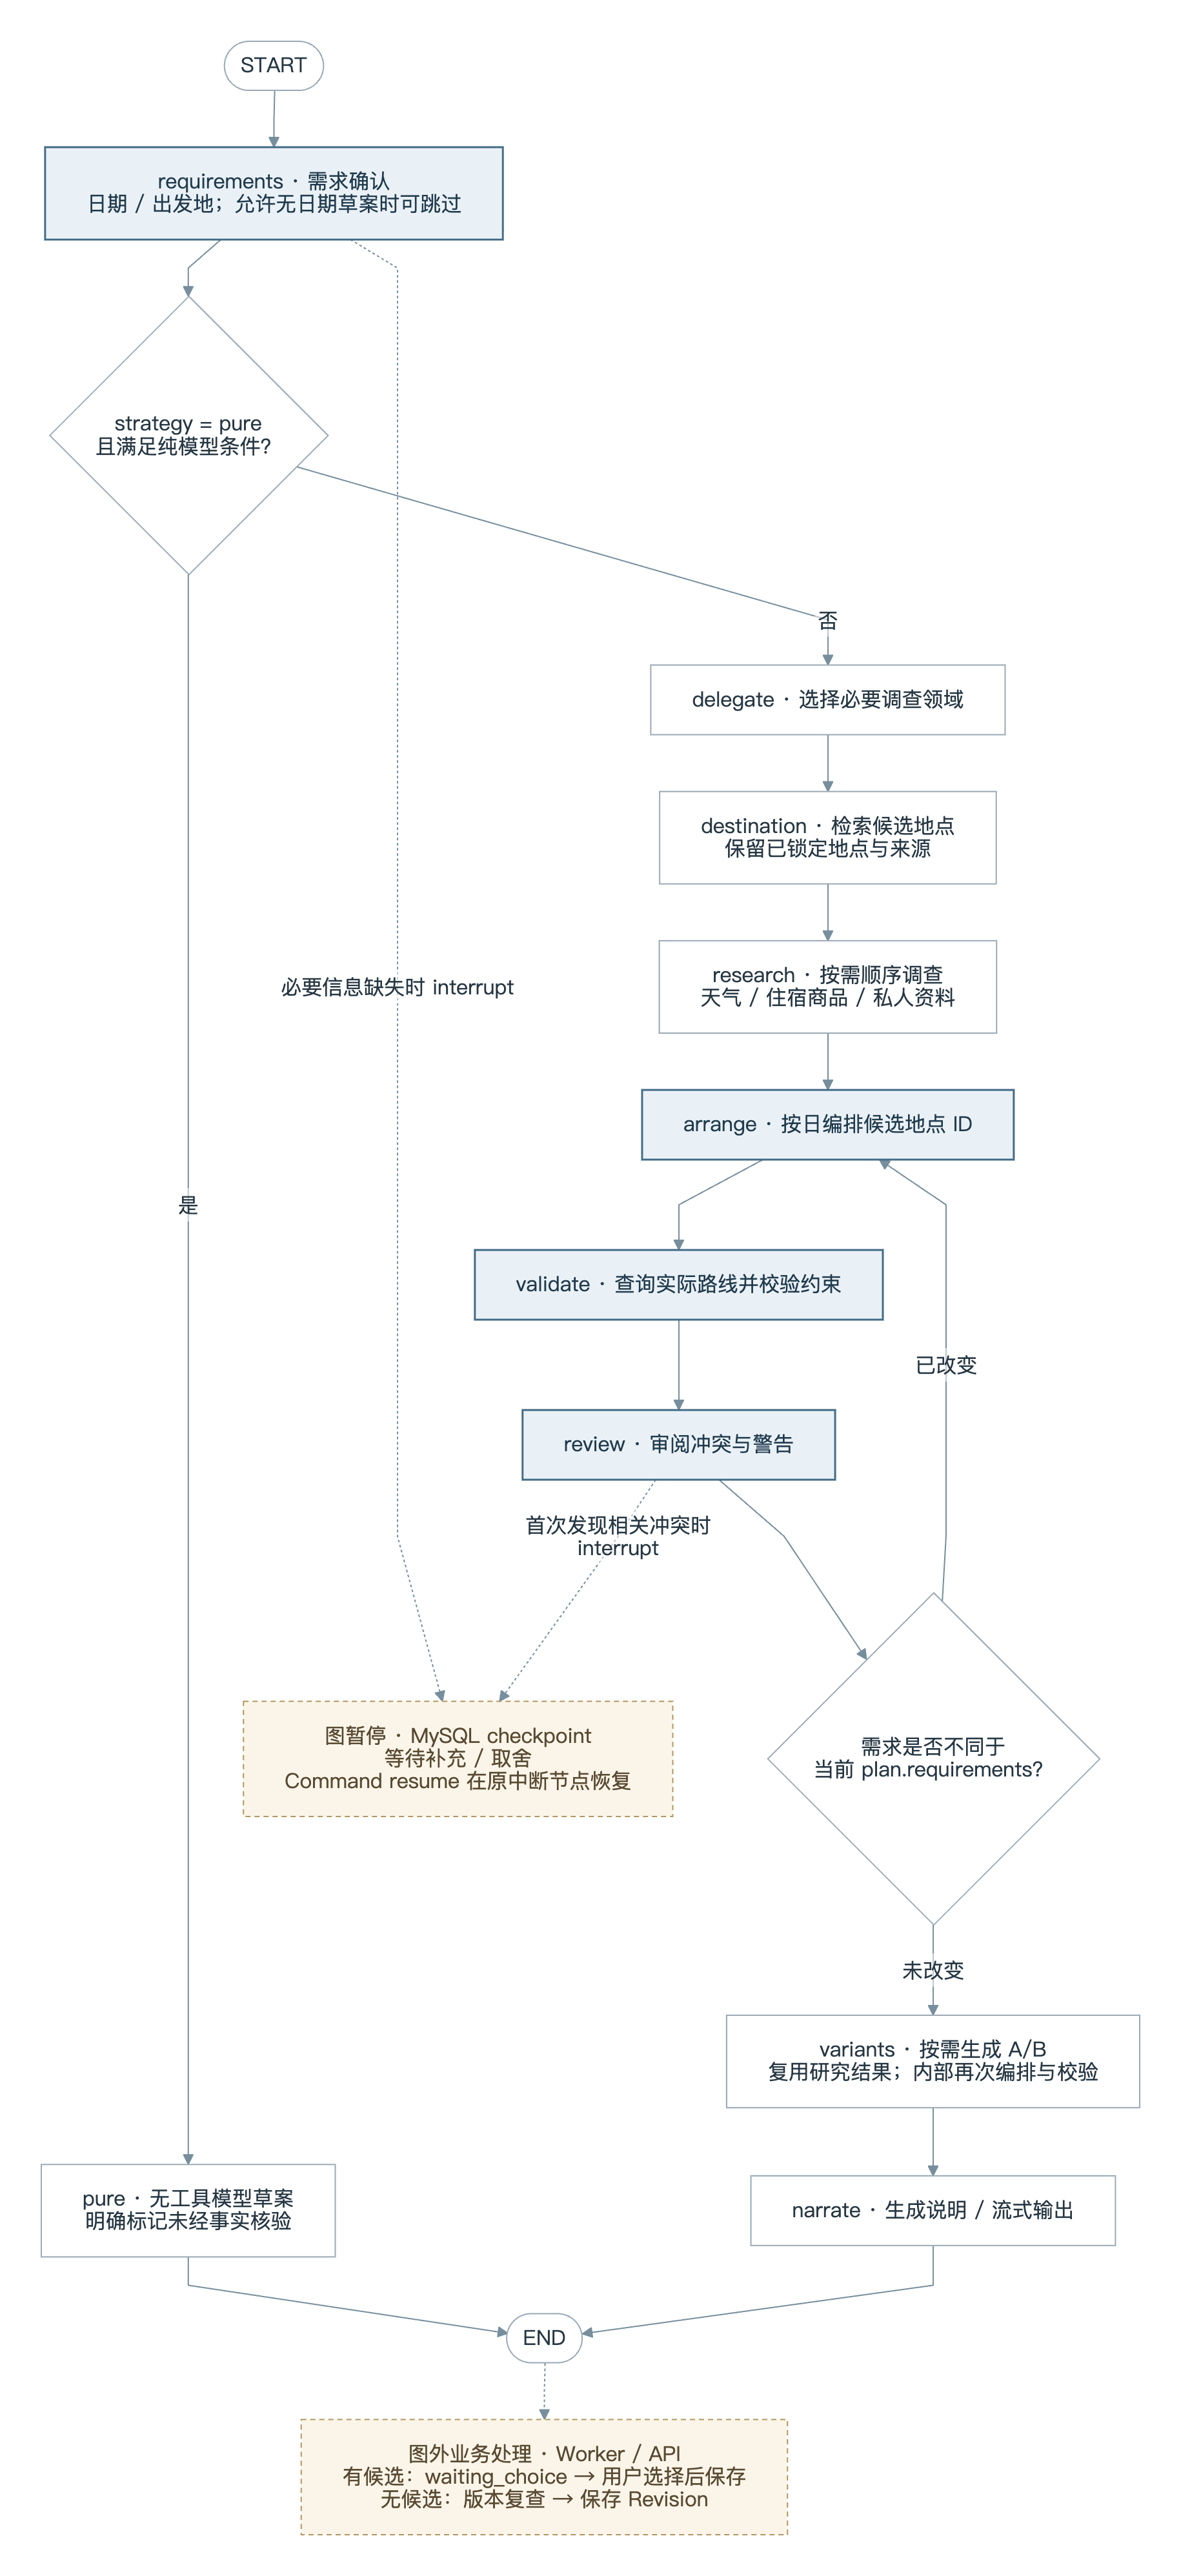 START
requirements · 需求确认
日期 / 出发地；允许无日期草案时可跳过
strategy = pure
且满足纯模型条件?
否
delegate · 选择必要调查领域
destination · 检索候选地点
保留已锁定地点与来源
research · 按需顺序调查
天气 / 住宿商品 / 私人资料
必要信息缺失时 interrupt
arrange · 按日编排候选地点 ID
是
validate · 查询实际路线并校验约束
已改变
review · 审阅冲突与警告
首次发现相关冲突时
interrupt
图暂停 · MySQL checkpoint
等待补充 / 取舍
Command resume 在原中断节点恢复
需求是否不同于
当前 plan.requirements?
未改变
variants · 按需生成 A/B
复用研究结果；内部再次编排与校验
pure · 无工具模型草案
明确标记未经事实核验
narrate · 生成说明 / 流式输出
END
图外业务处理 · Worker / API
有候选：waiting_choice → 用户选择后保存
无候选：版本复查 → 保存 Revision